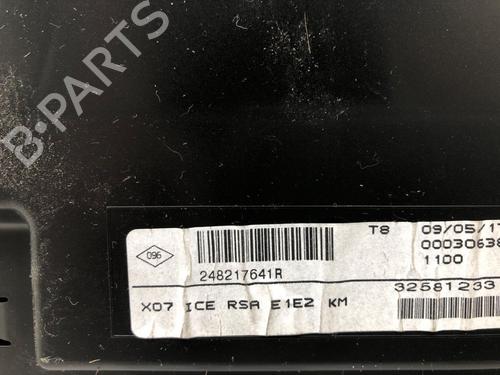 B-PARTS
T8 09/05/17
096
248217641R
00030638
1100
32581233
X07 ICE RSA E1E2 KM